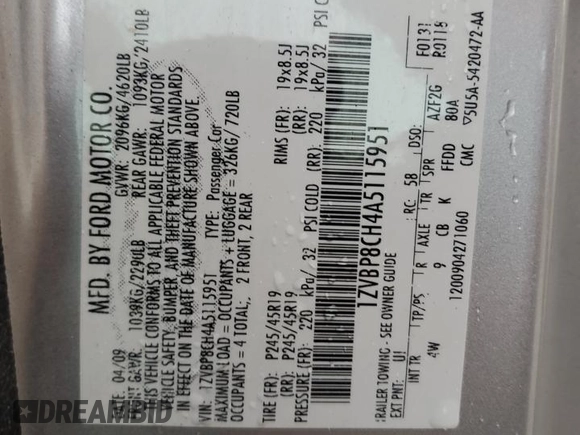 MFD. BY FORD MOTOR CO.
DATE: 04/09 GVWR: 2096KG/4620LB
FRONT GAWR: 1039KG/2290LB REAR GAWR: 1093KG/2410LB
THIS VEHICLE CONFORMS TO ALL APPLICABLE FEDERAL MOTOR
VEHICLE SAFETY, BUMPER AND THEFT PREVENTION STANDARDS
IN EFFECT ON THE DATE OF MANUFACTURE SHOWN ABOVE.
VIN: 1ZVBP8CH4A5115951 TYPE: Passenger Car
MAXIMUM LOAD = OCCUPANTS + LUGGAGE = 326KG/ 720LB
OCCUPANTS = 4 TOTAL:, 2 FRONT, 2 REAR
TIRE (FR): P245/45R19 RIMS (FR): 19x8.5J
(RR): P245/45R19 (RR): 19x8.5J
PRESSURE (FR): 220 kPa/ 32 PSI COLD (RR): 220 kPa/ 32 PSI COLD
1ZVBP8CH4A5115951
TRAILER TOWING - SEE OWNER GUIDE F0131
EXT PNT: UI RC: 58 DSO: R0118
INT TR TP/PS R AXLE TR SPR AZF2G
4W 9 CB K FFDD 80A
1200904271060 CMC 5U5A-5420472-AA
DREAMBID